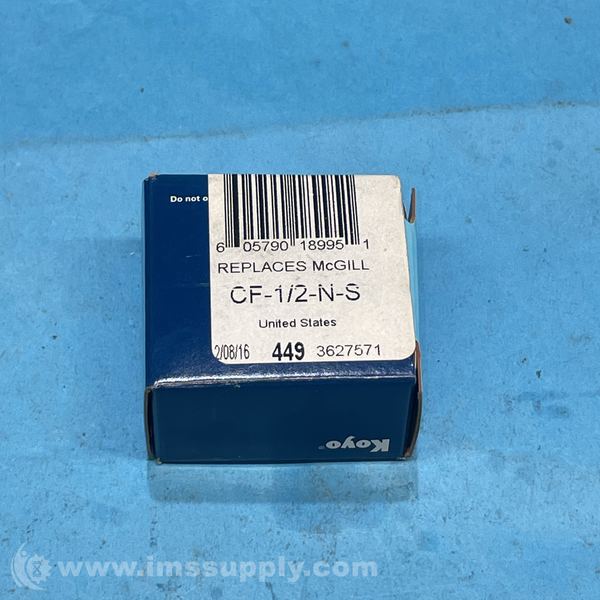 Do not o
6 05790 18995 1
REPLACES McGILL
CF-1/2-N-S
United States
2/08/16 449 3627571
Koyo®
www.imssupply.com